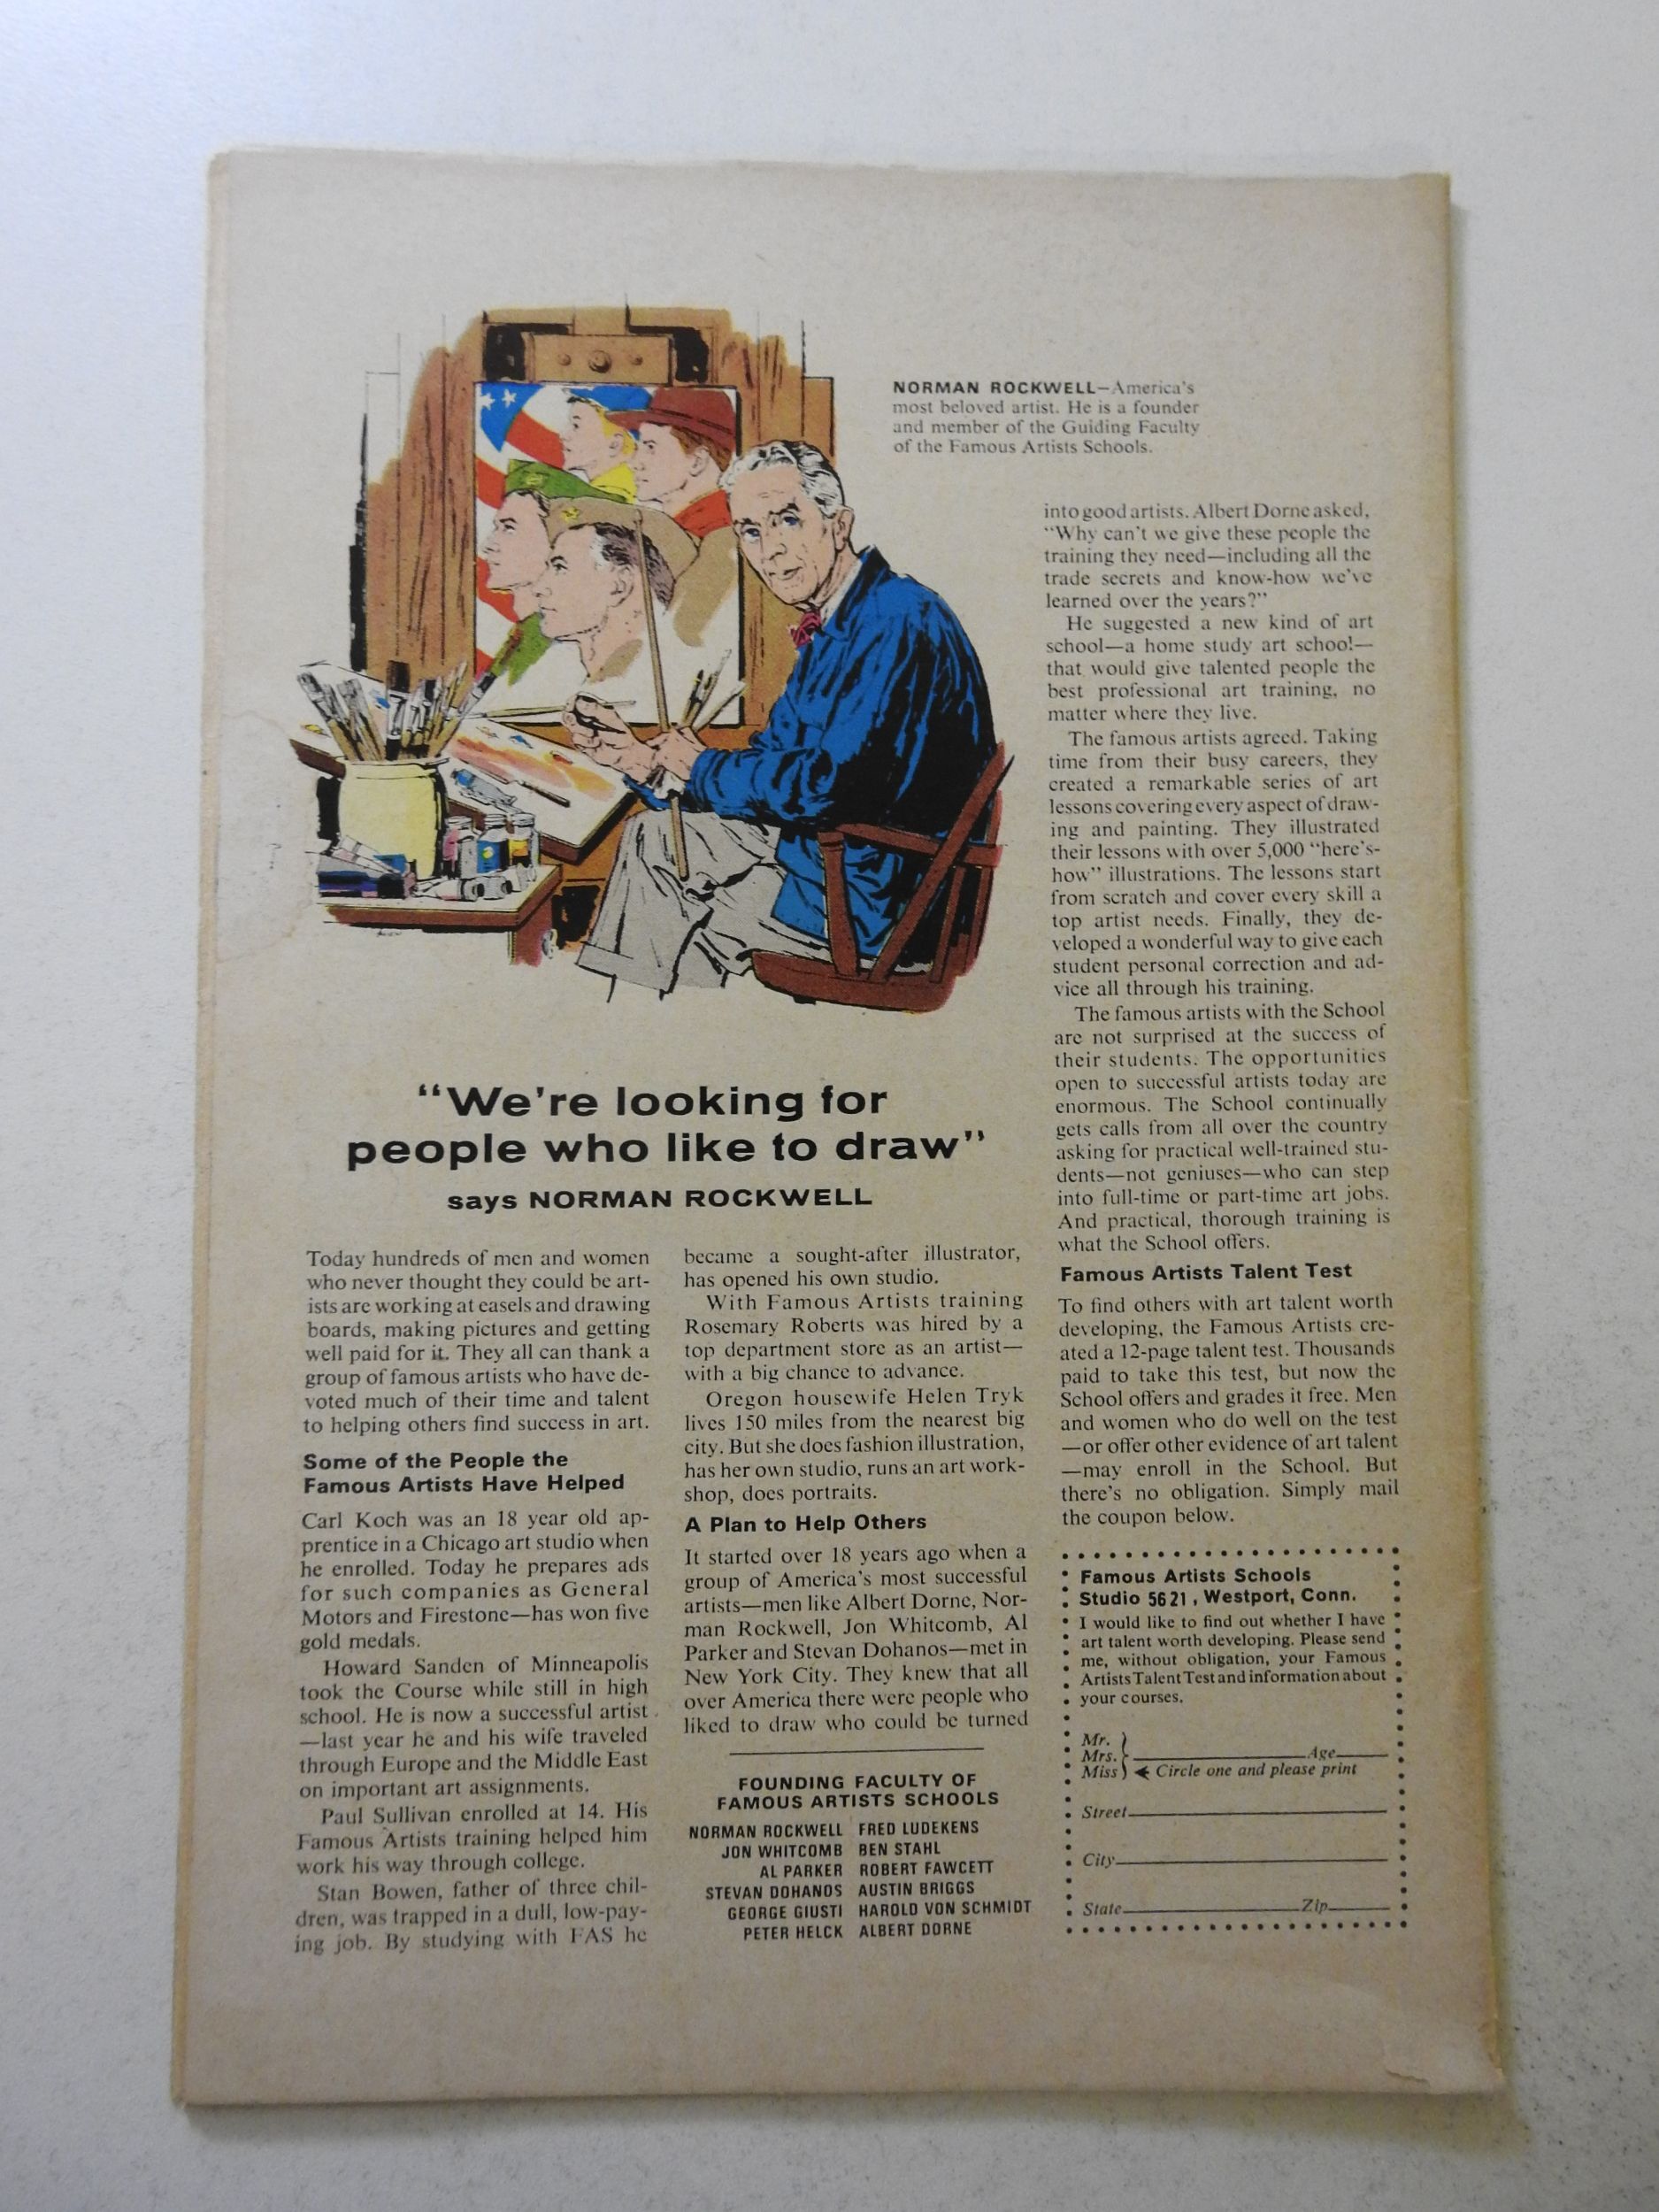 NORMAN ROCKWELL—America's
most beloved artist. He is a founder
and member of the Guiding Faculty
of the Famous Artists Schools.
"We're looking for
people who like to draw"
says NORMAN ROCKWELL
Today hundreds of men and women
who never thought they could be art-
ists are working at easels and drawing
boards, making pictures and getting
well paid for it. They all can thank a
group of famous artists who have de-
voted much of their time and talent
to helping others find success in art.
Some of the People the
Famous Artists Have Helped
Carl Koch was an 18 year old ap-
prentice in a Chicago art studio when
he enrolled. Today he prepares ads
for such companies as General
Motors and Firestone—has won five
gold medals.
Howard Sanden of Minneapolis
took the Course while still in high
school. He is now a successful artist
—last year he and his wife traveled
through Europe and the Middle East
on important art assignments.
Paul Sullivan enrolled at 14. His
Famous Artists training helped him
work his way through college.
Stan Bowen, father of three chil-
dren, was trapped in a dull, low-pay-
ing job. By studying with FAS he
became a sought-after illustrator,
has opened his own studio.
With Famous Artists training
Rosemary Roberts was hired by a
top department store as an artist—
with a big chance to advance.
Oregon housewife Helen Tryk
lives 150 miles from the nearest big
city. But she does fashion illustration,
has her own studio, runs an art work-
shop, does portraits.
A Plan to Help Others
It started over 18 years ago when a
group of America's most successful
artists—men like Albert Dorne, Nor-
man Rockwell, Jon Whitcomb, Al
Parker and Stevan Dohanos—met in
New York City. They knew that all
over America there were people who
liked to draw who could be turned
into good artists. Albert Dorne asked,
"Why can't we give these people the
training they need—including all the
trade secrets and know-how we've
learned over the years?"
He suggested a new kind of art
school—a home study art school—
that would give talented people the
best professional art training, no
matter where they live.
The famous artists agreed. Taking
time from their busy careers, they
created a remarkable series of art
lessons covering every aspect of draw-
ing and painting. They illustrated
their lessons with over 5,000 "here's-
how" illustrations. The lessons start
from scratch and cover every skill a
top artist needs. Finally, they de-
veloped a wonderful way to give each
student personal correction and ad-
vice all through his training.
The famous artists with the School
are not surprised at the success of
their students. The opportunities
open to successful artists today are
enormous. The School continually
gets calls from all over the country
asking for practical well-trained stu-
dents—not geniuses—who can step
into full-time or part-time art jobs.
And practical, thorough training is
what the School offers.
Famous Artists Talent Test
To find others with art talent worth
developing, the Famous Artists cre-
ated a 12-page talent test. Thousands
paid to take this test, but now the
School offers and grades it free. Men
and women who do well on the test
—or offer other evidence of art talent
—may enroll in the School. But
there's no obligation. Simply mail
the coupon below.
FOUNDING FACULTY OF
FAMOUS ARTISTS SCHOOLS
NORMAN ROCKWELL FRED LUDEKENS
JON WHITCOMB BEN STAHL
AL PARKER ROBERT FAWCETT
STEVAN DOHANOS AUSTIN BRIGGS
GEORGE GIUSTI HAROLD VON SCHMIDT
PETER HELCK ALBERT DORNE
Famous Artists Schools
Studio 5621, Westport, Conn.
I would like to find out whether I have
art talent worth developing. Please send
me, without obligation, your Famous
Artists Talent Test and information about
your courses.
Mr.
Mrs. Age
Miss Circle one and please print
Street
City
State Zip